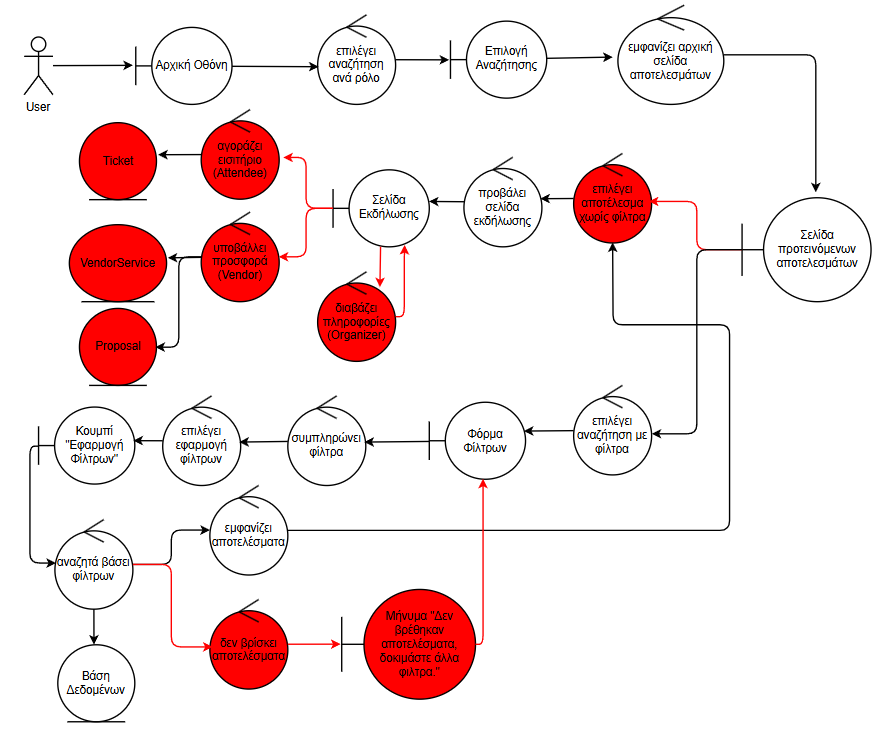 User
Αρχική Οθόνη
επιλέγει
αναζήτηση
ανά ρόλο
Επιλογή
Αναζήτησης
εμφανίζει αρχική
σελίδα
αποτελεσμάτων
Ticket
αγοράζει
εισιτήριο
(Attendee)
Σελίδα
Εκδήλωσης
προβάλει
σελίδα
εκδήλωσης
επιλέγει
αποτέλεσμα
χωρίς φίλτρα
Σελίδα
προτεινόμενων
αποτελεσμάτων
VendorService
υποβάλλει
προσφορά
(Vendor)
Proposal
διαβάζει
πληροφορίες
(Organizer)
Κουμπί
"Εφαρμογή
Φίλτρων"
επιλέγει
εφαρμογή
φίλτρων
συμπληρώνει
φίλτρα
Φόρμα
Φίλτρων
επιλέγει
αναζήτηση με
φίλτρα
εμφανίζει
αποτελέσματα
αναζητά βάσει
φίλτρων
δεν βρίσκει
αποτελέσματα
Μήνυμα "Δεν
βρέθηκαν
αποτελέσματα,
δοκιμάστε άλλα
φίλτρα."
Βάση
Δεδομένων